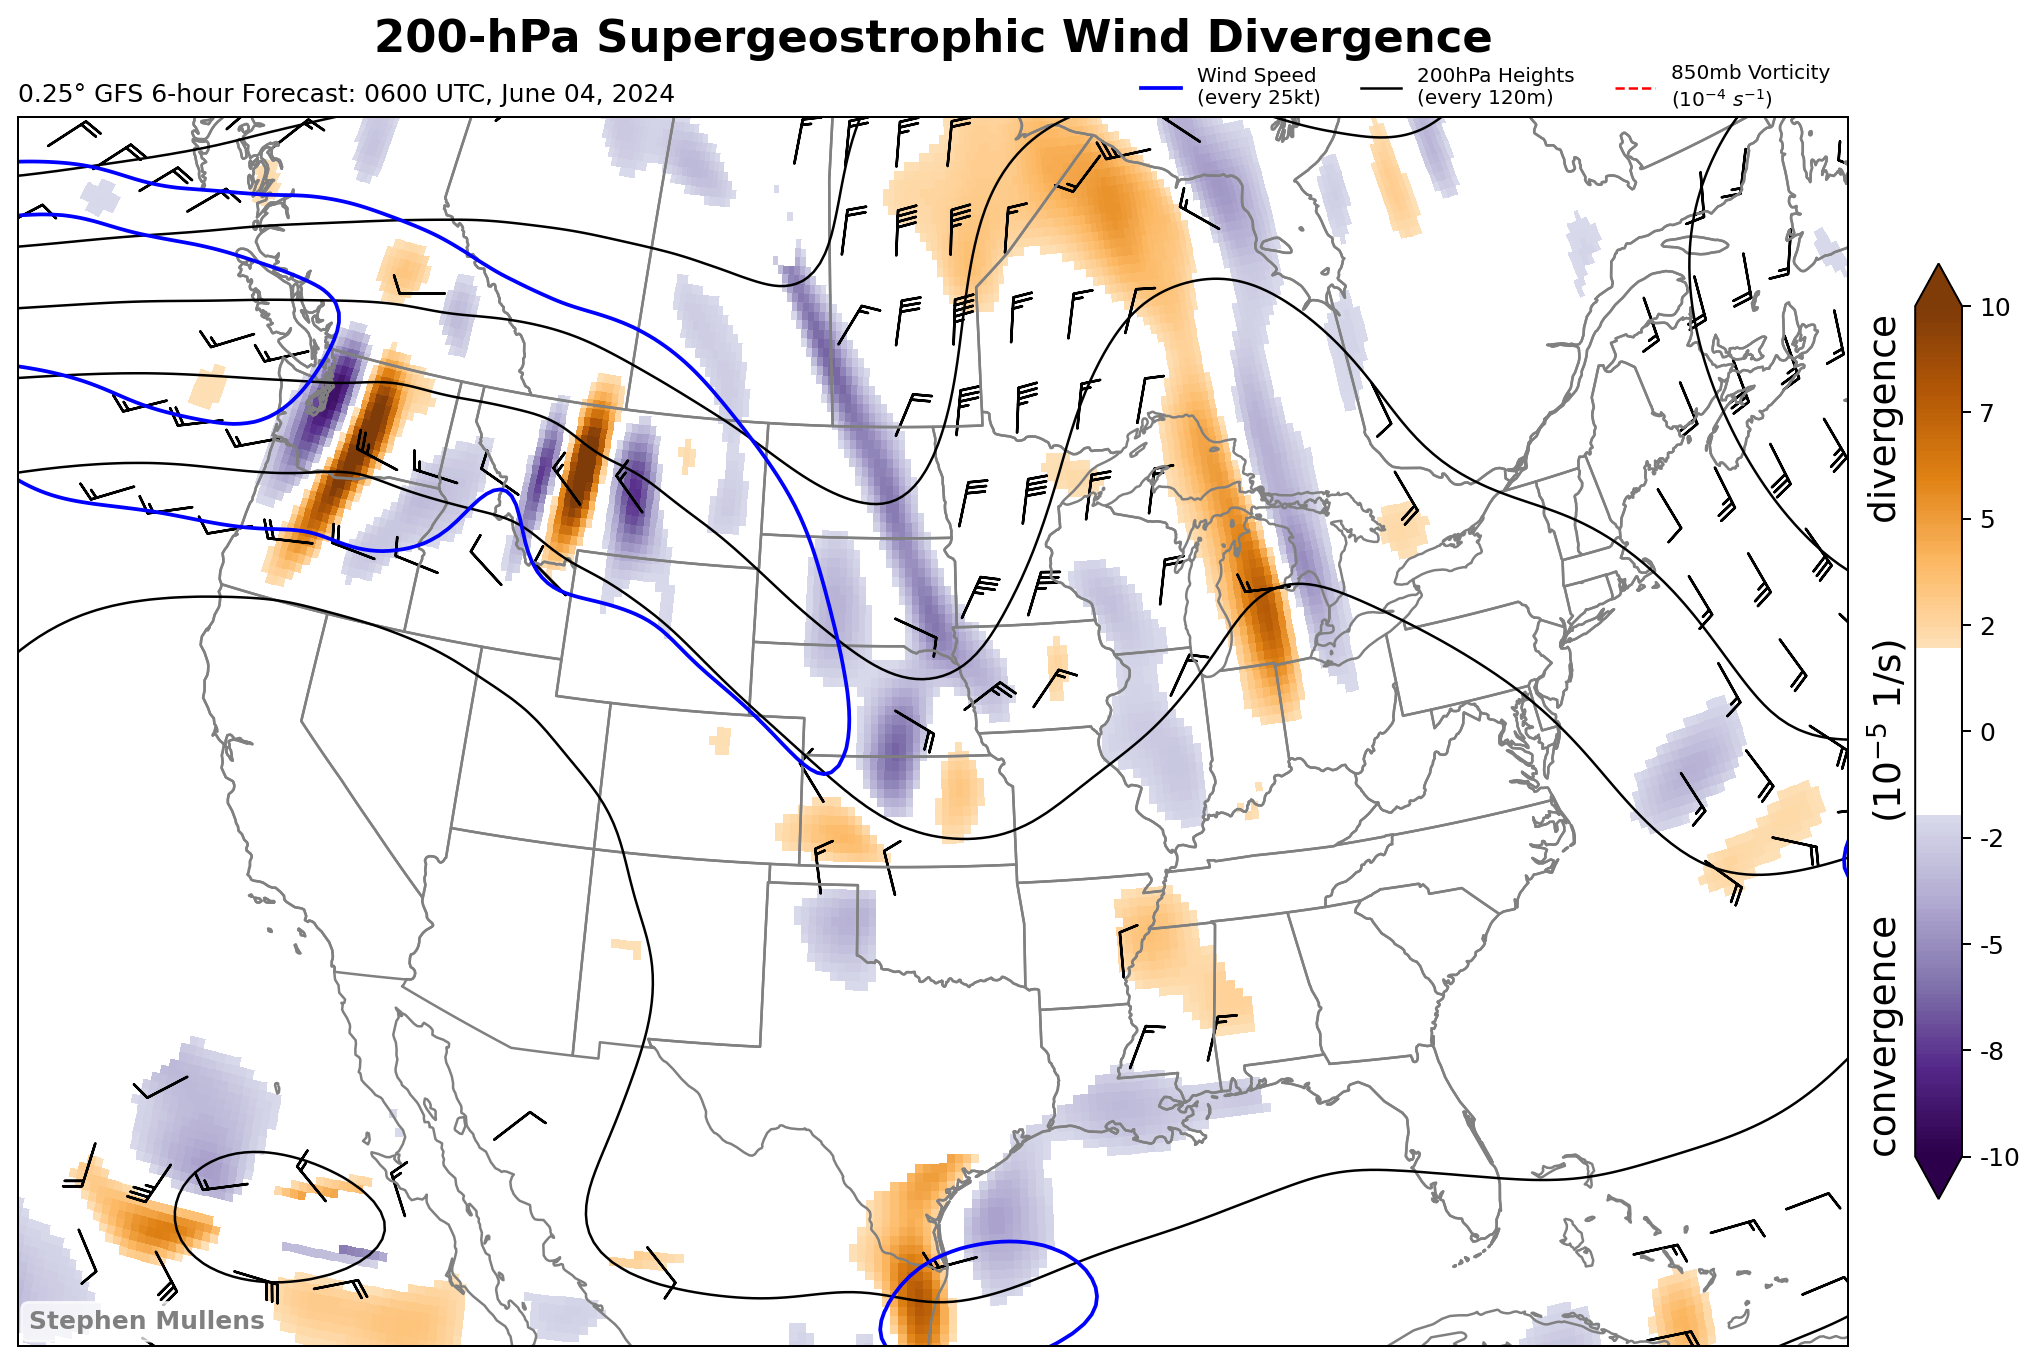 200-hPa Supergeostrophic Wind Divergence
0.25° GFS 6-hour Forecast: 0600 UTC, June 04, 2024
Wind Speed
(every 25kt)
200hPa Heights
(every 120m)
850mb Vorticity
(10⁻⁴ s⁻¹)
10
7
5
2
0
-2
-5
-8
-10
convergence (10⁻⁵ 1/s) divergence
Stephen Mullens